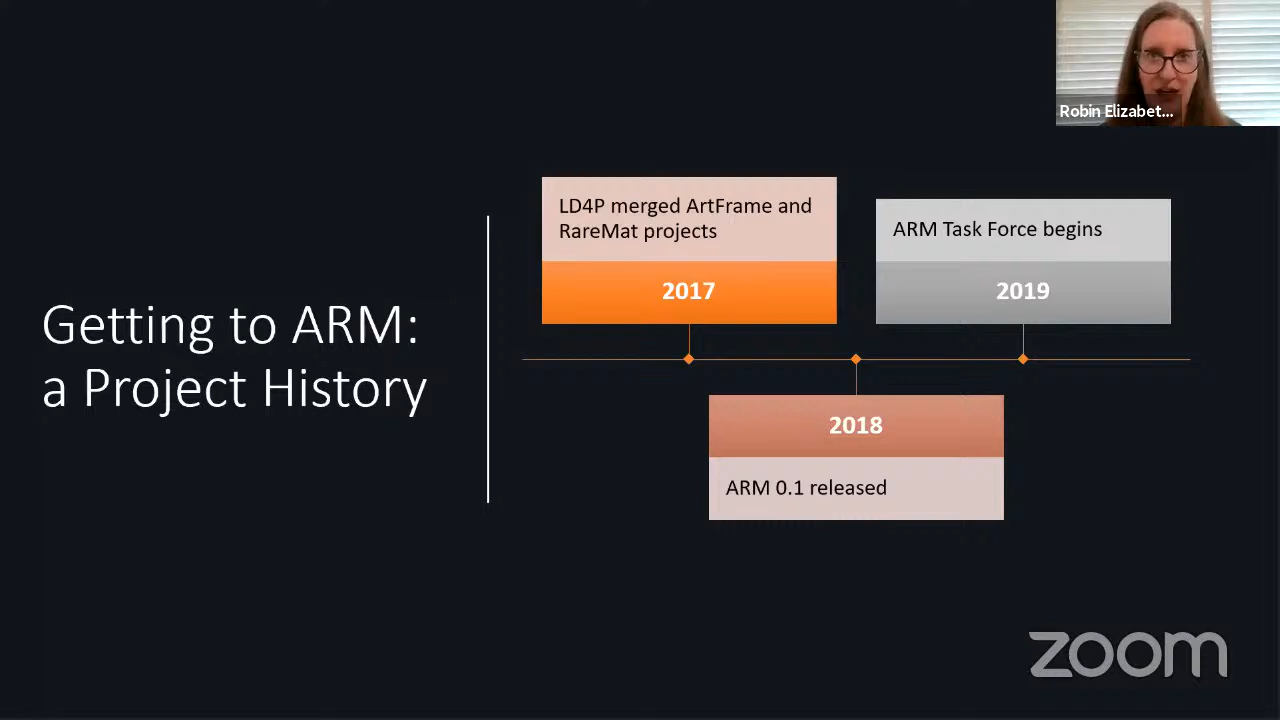 Robin Elizabet...
Getting to ARM:
a Project History
LD4P merged ArtFrame and
RareMat projects
2017
ARM Task Force begins
2019
2018
ARM 0.1 released
zoom